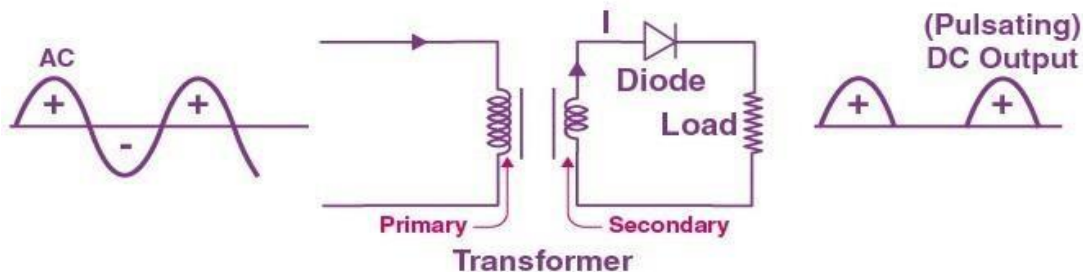 AC
+
+
-
I
Diode
Load
Primary
Secondary
Transformer
(Pulsating)
DC Output
+
+